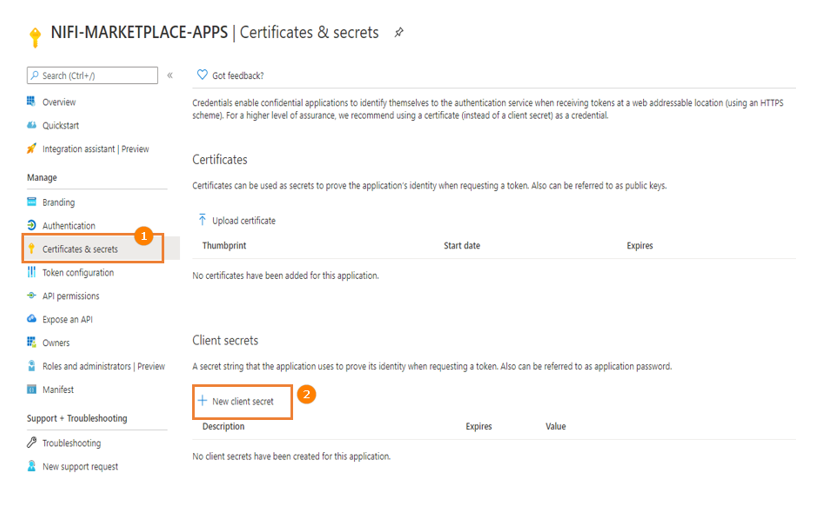 NIFI-MARKETPLACE-APPS | Certificates & secrets
Search (Ctrl+/)
«
Overview
Quickstart
Integration assistant | Preview
Manage
Branding
Authentication
1
Certificates & secrets
Token configuration
API permissions
Expose an API
Owners
Roles and administrators | Preview
Manifest
Support + Troubleshooting
Troubleshooting
New support request
Got feedback?
Credentials enable confidential applications to identify themselves to the authentication service when receiving tokens at a web addressable location (using an HTTPS
scheme). For a higher level of assurance, we recommend using a certificate (instead of a client secret) as a credential.
Certificates
Certificates can be used as secrets to prove the application's identity when requesting a token. Also can be referred to as public keys.
Upload certificate
Thumbprint Start date Expires
No certificates have been added for this application.
Client secrets
A secret string that the application uses to prove its identity when requesting a token. Also can be referred to as application password.
New client secret
2
Description Expires Value
No client secrets have been created for this application.